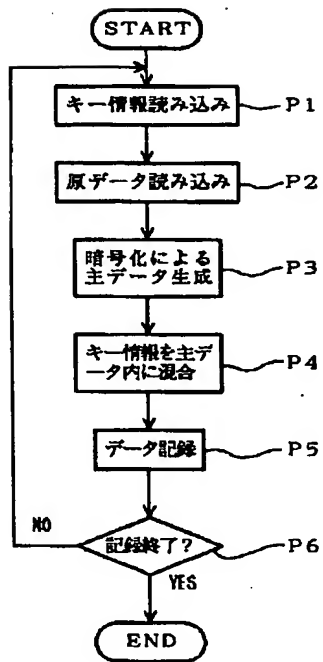 START
キー情報読み込み P1
原データ読み込み P2
暗号化による
主データ生成 P3
キー情報を主デ
ータ内に混合 P4
データ記録 P5
NO 記録終了? P6
YES
END